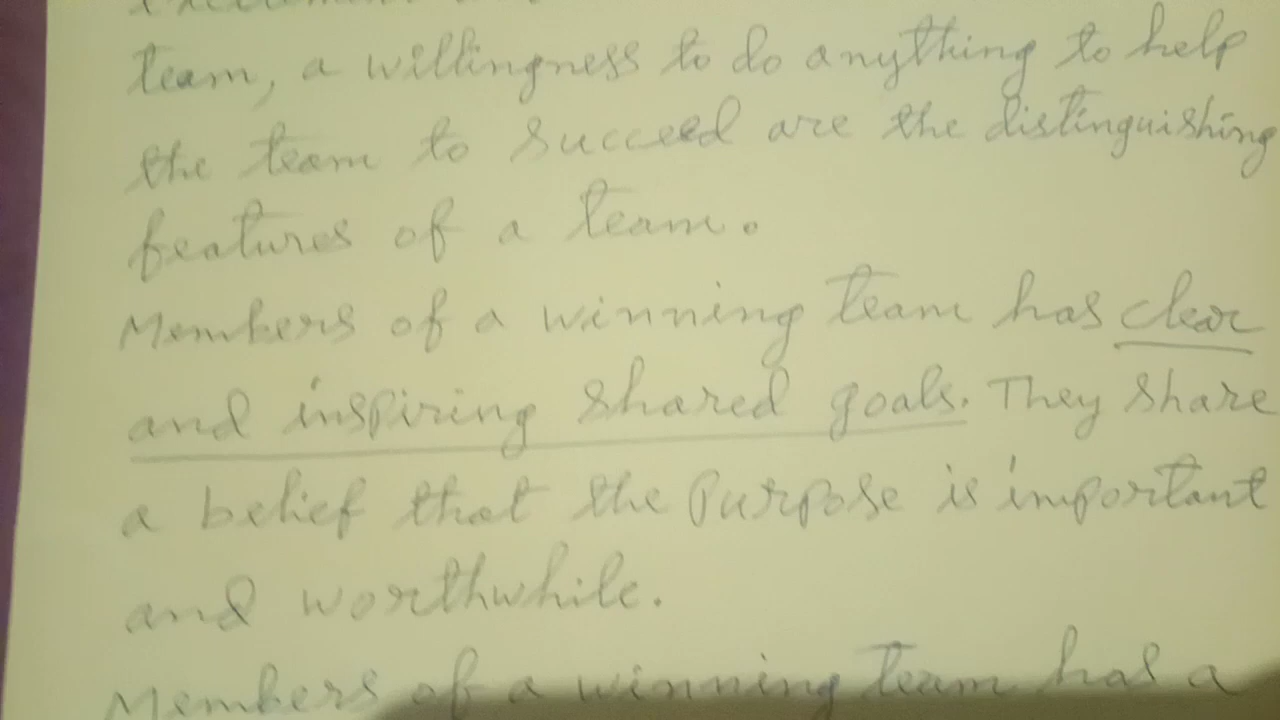 team, a willingness to do anything to help
the team to succeed are the distinguishing
features of a team.
Members of a winning team has clear
and inspiring shared goals. They share
a belief that the purpose is important
and worthwhile.
Members of a winning team has a